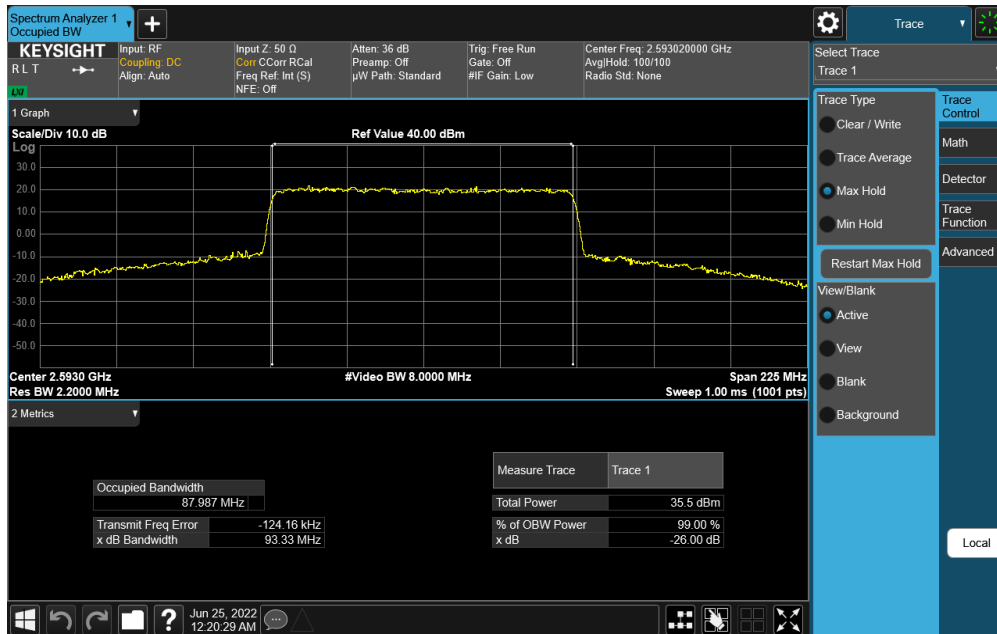 Spectrum Analyzer 1
Occupied BW
Trace
KEYSIGHT
RLT
LXI
Input: RF
Coupling: DC
Align: Auto
Input Z: 50 Ω
Corr CCorr RCal
Freq Ref: Int (S)
NFE: Off
Atten: 36 dB
Preamp: Off
µW Path: Standard
Trig: Free Run
Gate: Off
#IF Gain: Low
Center Freq: 2.593020000 GHz
Avg|Hold: 100/100
Radio Std: None
Select Trace
Trace 1
1 Graph
Scale/Div 10.0 dB
Ref Value 40.00 dBm
Log
30.0
20.0
10.0
0.00
-10.0
-20.0
-30.0
-40.0
-50.0
Center 2.5930 GHz
#Video BW 8.0000 MHz
Span 225 MHz
Res BW 2.2000 MHz
Sweep 1.00 ms (1001 pts)
Trace Type
Clear / Write
Trace Average
Max Hold
Min Hold
Restart Max Hold
View/Blank
Active
View
Blank
Background
Trace
Control
Math
Detector
Trace
Function
Advanced
Local
2 Metrics
Occupied Bandwidth
87.987 MHz
Transmit Freq Error -124.16 kHz
x dB Bandwidth 93.33 MHz
Measure Trace Trace 1
Total Power 35.5 dBm
% of OBW Power 99.00 %
x dB -26.00 dB
?
Jun 25, 2022
12:20:29 AM